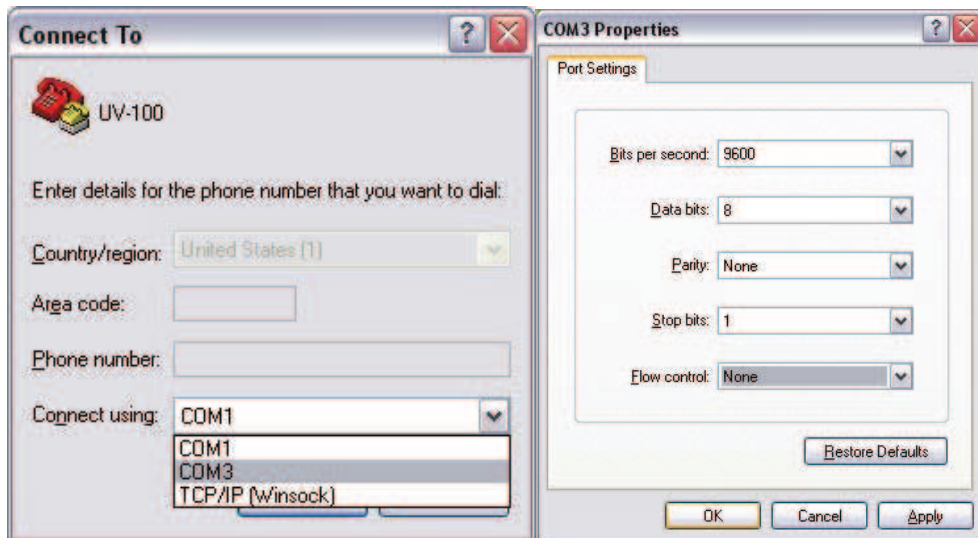 Connect To
UV-100
Enter details for the phone number that you want to dial:
Country/region: United States (1)
Area code:
Phone number:
Connect using: COM1
COM1
COM3
TCP/IP (Winsock)
COM3 Properties
Port Settings
Bits per second: 9600
Data bits: 8
Parity: None
Stop bits: 1
Flow control: None
Restore Defaults
OK Cancel Apply